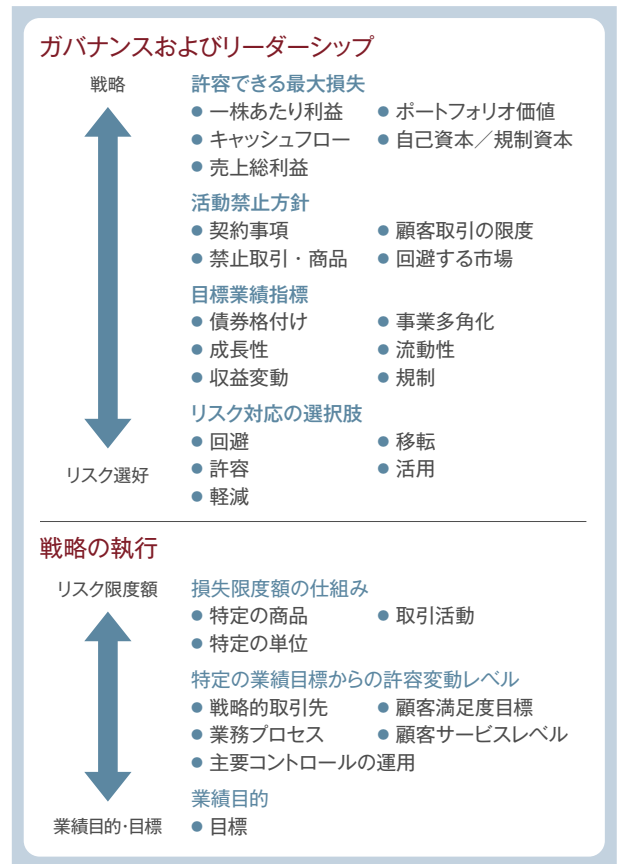 ガバナンスおよびリーダーシップ
戦略
許容できる最大損失
● 一株あたり利益 ● ポートフォリオ価値
● キャッシュフロー ● 自己資本／規制資本
● 売上総利益
活動禁止方針
● 契約事項 ● 顧客取引の限度
● 禁止取引・商品 ● 回避する市場
目標業績指標
● 債券格付け ● 事業多角化
● 成長性 ● 流動性
● 収益変動 ● 規制
リスク対応の選択肢
● 回避 ● 移転
● 許容 ● 活用
● 軽減
リスク選好
戦略の執行
リスク限度額
損失限度額の仕組み
● 特定の商品 ● 取引活動
● 特定の単位
特定の業績目標からの許容変動レベル
● 戦略的取引先 ● 顧客満足度目標
● 業務プロセス ● 顧客サービスレベル
● 主要コントロールの運用
業績目的
● 目標
業績目的・目標